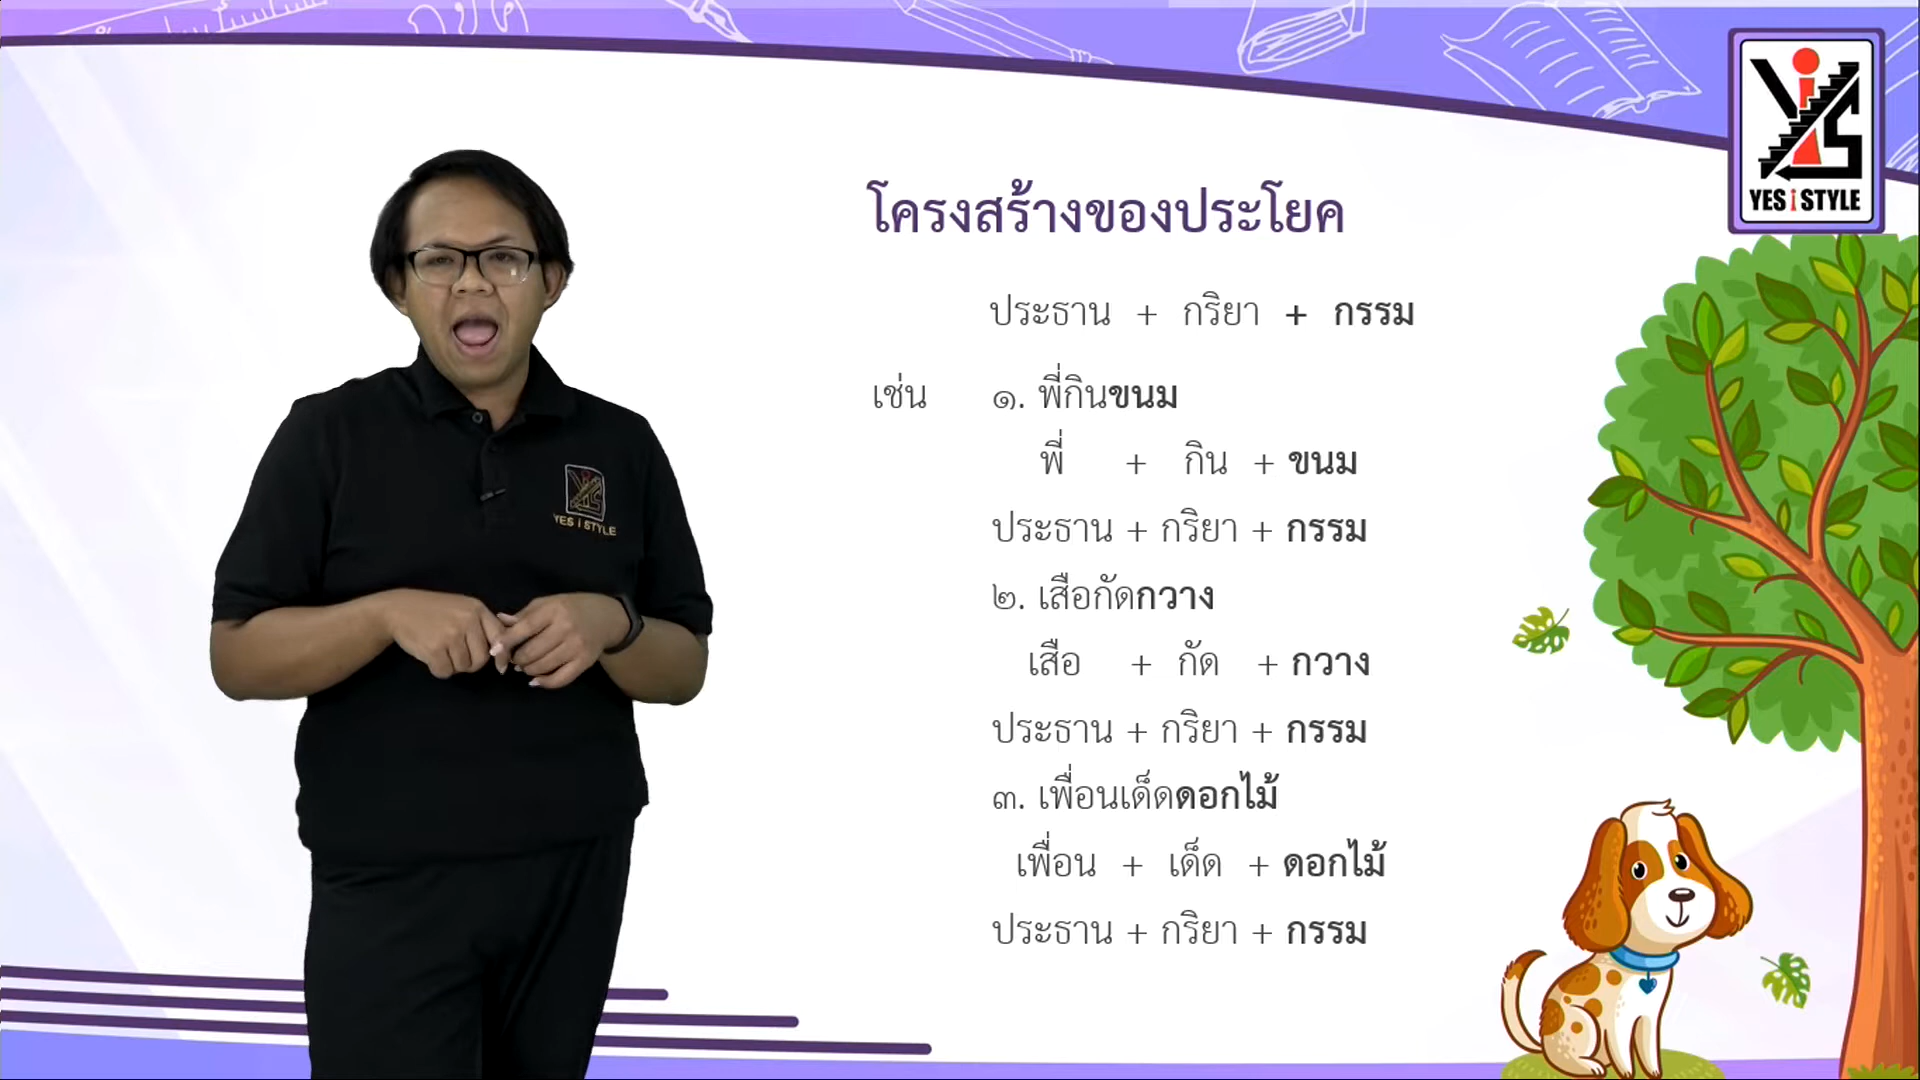 กขค
YiS
YES i STYLE
โครงสร้างของประโยค
ประธาน + กริยา + กรรม
เช่น ๑. พี่กินขนม
พี่ + กิน + ขนม
ประธาน + กริยา + กรรม
๒. เสือกัดกวาง
เสือ + กัด + กวาง
ประธาน + กริยา + กรรม
๓. เพื่อนเด็ดดอกไม้
เพื่อน + เด็ด + ดอกไม้
ประธาน + กริยา + กรรม
YiS
YES i STYLE